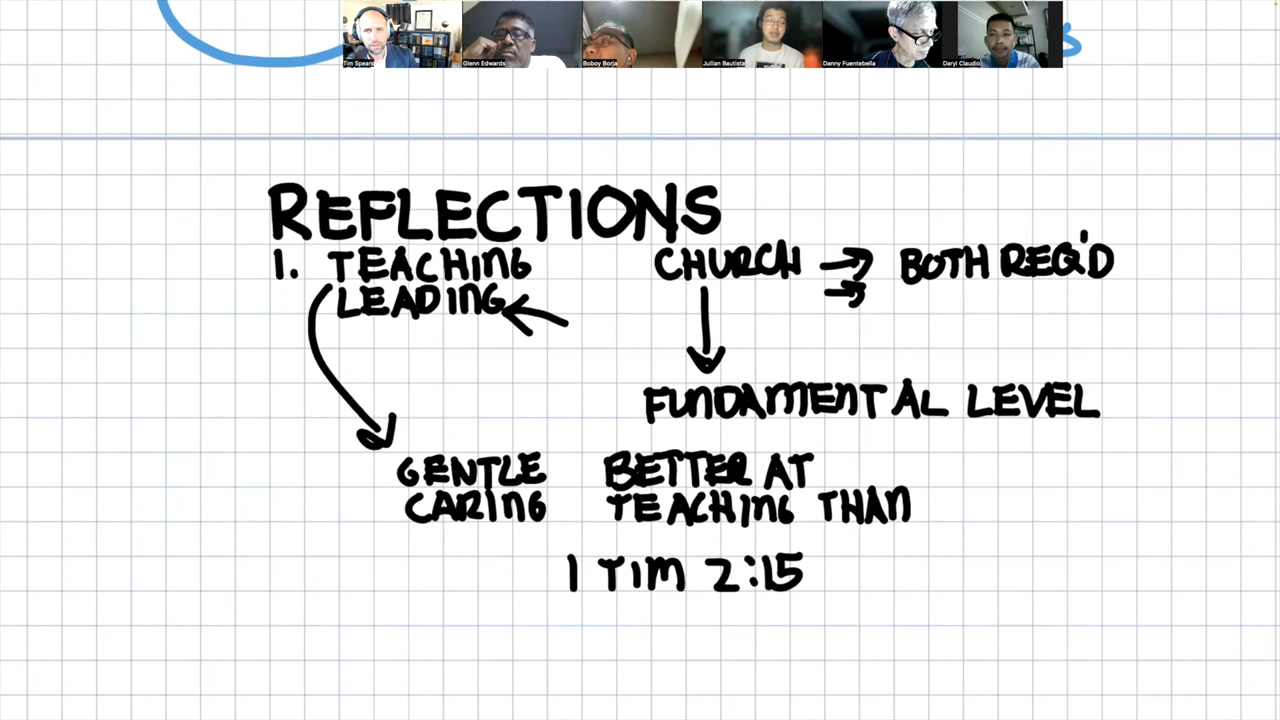 Tim Spears
Glenn Edwards
Boboy Borja
Jullian Bautista
Danny Fuentebella
Daryl Claudio
REFLECTIONS
1. TEACHING
LEADING
CHURCH → BOTH REQ'D
→
FUNDAMENTAL LEVEL
GENTLE
CARING
BETTER AT
TEACHING THAN
1 TIM 2:15